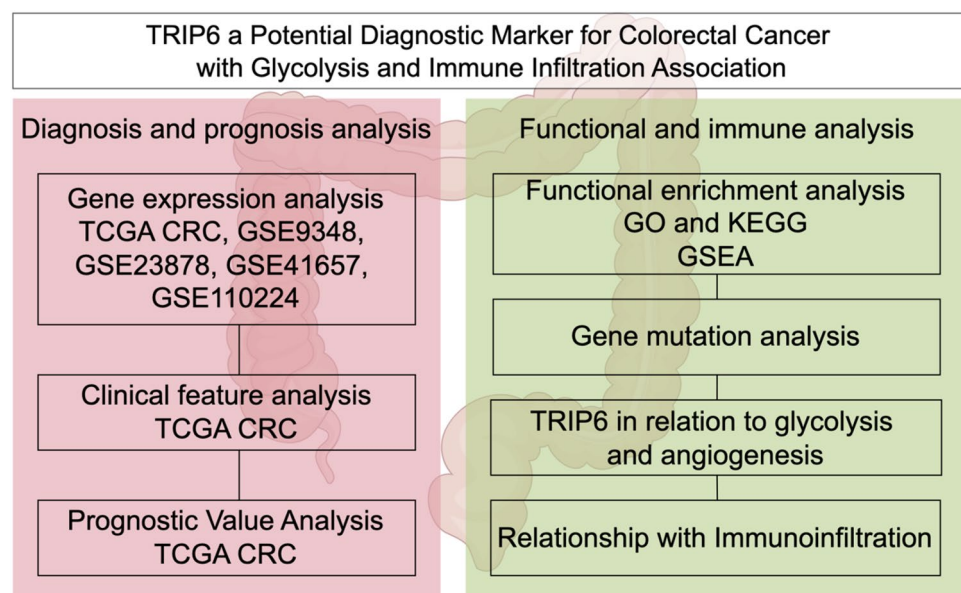 TRIP6 a Potential Diagnostic Marker for Colorectal Cancer
with Glycolysis and Immune Infiltration Association
Diagnosis and prognosis analysis
Gene expression analysis
TCGA CRC, GSE9348,
GSE23878, GSE41657,
GSE110224
Clinical feature analysis
TCGA CRC
Prognostic Value Analysis
TCGA CRC
Functional and immune analysis
Functional enrichment analysis
GO and KEGG
GSEA
Gene mutation analysis
TRIP6 in relation to glycolysis
and angiogenesis
Relationship with Immunoinfiltration